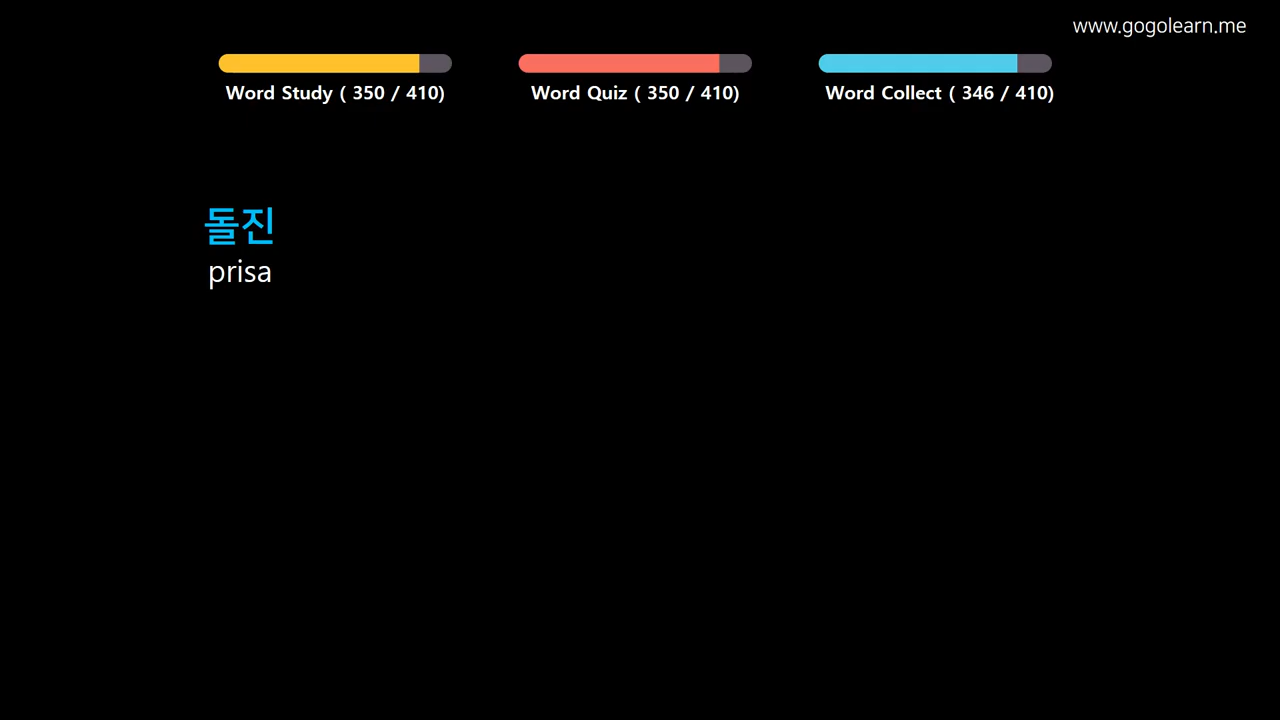 www.gogolearn.me
Word Study ( 350 / 410)
Word Quiz ( 350 / 410)
Word Collect ( 346 / 410)
돌진
prisa